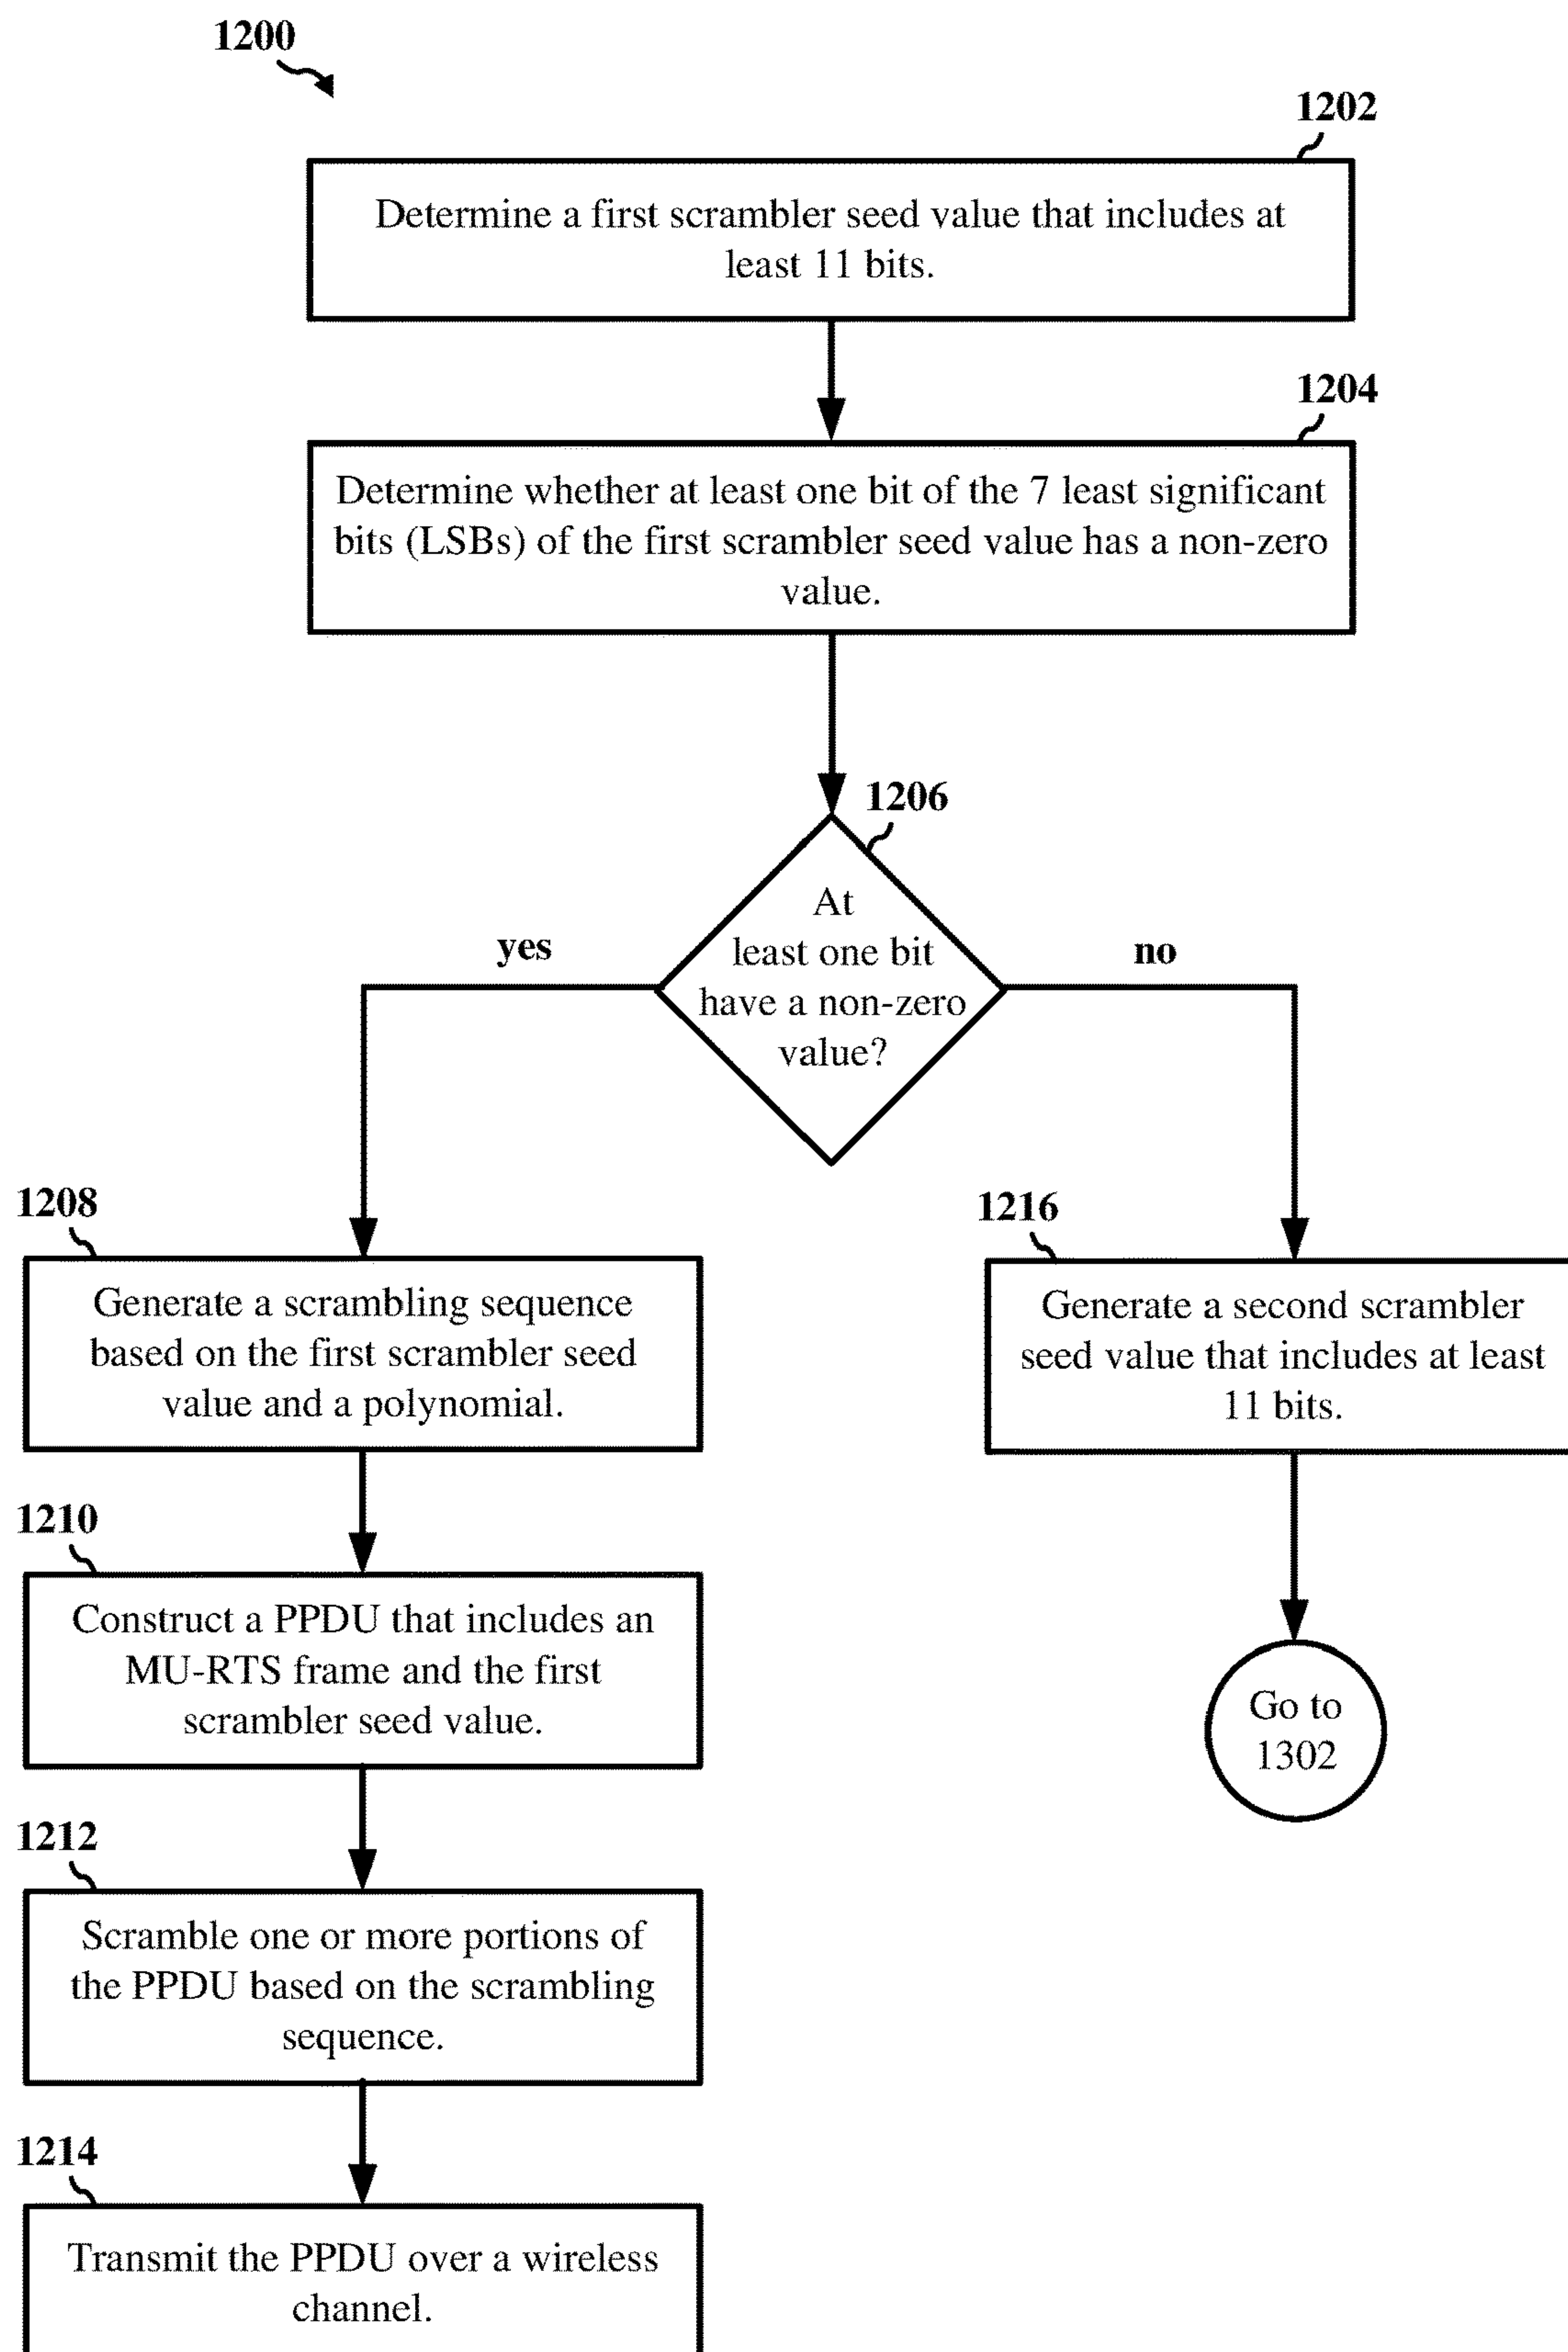 1200
1202
Determine a first scrambler seed value that includes at
least 11 bits.
1204
Determine whether at least one bit of the 7 least significant
bits (LSBs) of the first scrambler seed value has a non-zero
value.
1206
At
least one bit
have a non-zero
value?
yes
no
1208
Generate a scrambling sequence
based on the first scrambler seed
value and a polynomial.
1216
Generate a second scrambler
seed value that includes at least
11 bits.
1210
Construct a PPDU that includes an
MU-RTS frame and the first
scrambler seed value.
Go to
1302
1212
Scramble one or more portions of
the PPDU based on the scrambling
sequence.
1214
Transmit the PPDU over a wireless
channel.